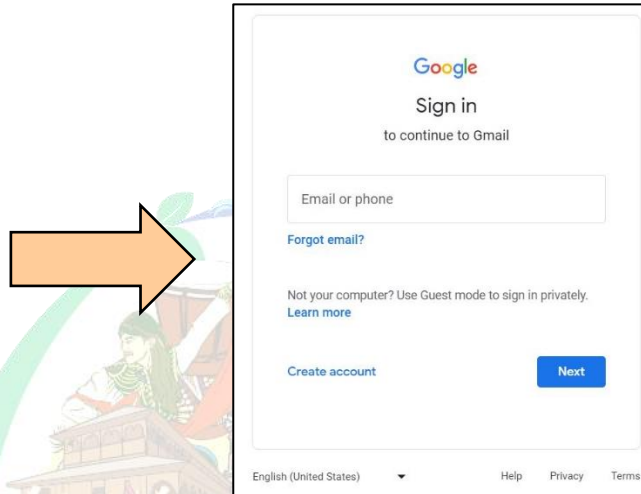 Google
Sign in
to continue to Gmail
Email or phone
Forgot email?
Not your computer? Use Guest mode to sign in privately.
Learn more
Create account Next
English (United States) Help Privacy Terms